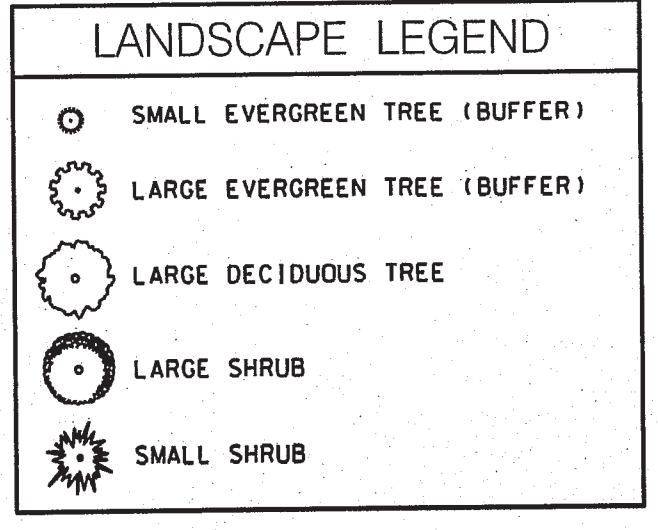 LANDSCAPE LEGEND
SMALL EVERGREEN TREE (BUFFER)
LARGE EVERGREEN TREE (BUFFER)
LARGE DECIDUOUS TREE
LARGE SHRUB
SMALL SHRUB